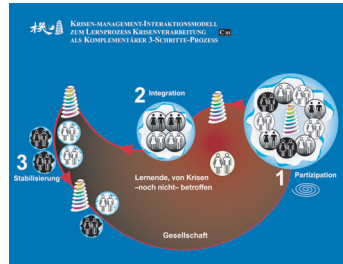 KRISEN-MANAGEMENT-INTERAKTIONSMODELL
ZUM LERNPROZESS KRISENVERARBEITUNG
ALS KOMPLEMENTÄRER 3-SCHRITTE-PROZESS
2 Integration
3
Stabilisierung
1
Partizipation
Lernende, von Krisen
–noch nicht– betroffen
Gesellschaft